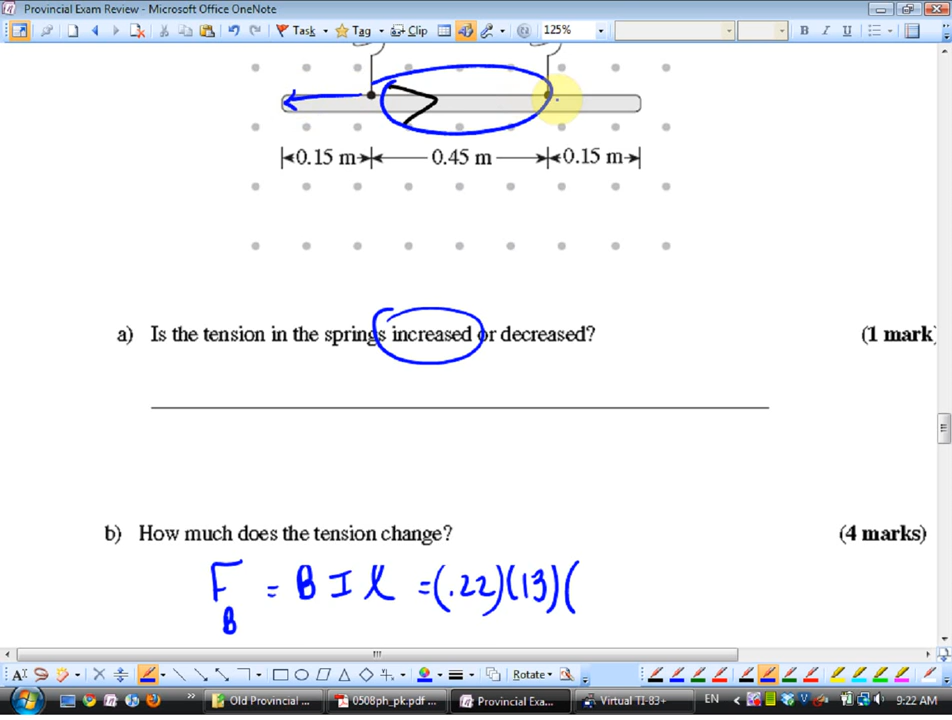 Provincial Exam Review - Microsoft Office OneNote
Task Tag Clip 125% B I U
0.15 m 0.45 m 0.15 m
a) Is the tension in the springs increased or decreased? (1 mark)
b) How much does the tension change? (4 marks)
F_B = B I l = (.22)(13)(
Rotate
Old Provincial ... 0508ph_pk.pdf ... Provincial Exa... Virtual TI-83+ EN 9:22 AM